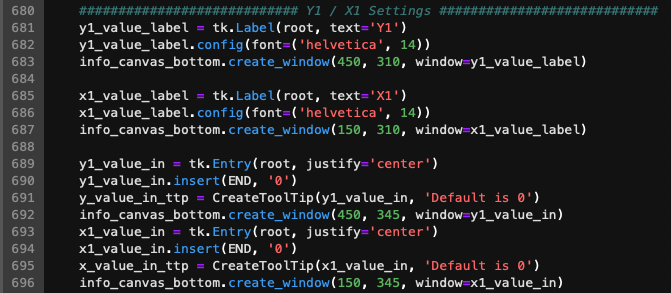 680 ############################ Y1 / X1 Settings ############################
681 y1_value_label = tk.Label(root, text='Y1')
682 y1_value_label.config(font=('helvetica', 14))
683 info_canvas_bottom.create_window(450, 310, window=y1_value_label)
684
685 x1_value_label = tk.Label(root, text='X1')
686 x1_value_label.config(font=('helvetica', 14))
687 info_canvas_bottom.create_window(150, 310, window=x1_value_label)
688
689 y1_value_in = tk.Entry(root, justify='center')
690 y1_value_in.insert(END, '0')
691 y_value_in_ttp = CreateToolTip(y1_value_in, 'Default is 0')
692 info_canvas_bottom.create_window(450, 345, window=y1_value_in)
693 x1_value_in = tk.Entry(root, justify='center')
694 x1_value_in.insert(END, '0')
695 x_value_in_ttp = CreateToolTip(x1_value_in, 'Default is 0')
696 info_canvas_bottom.create_window(150, 345, window=x1_value_in)